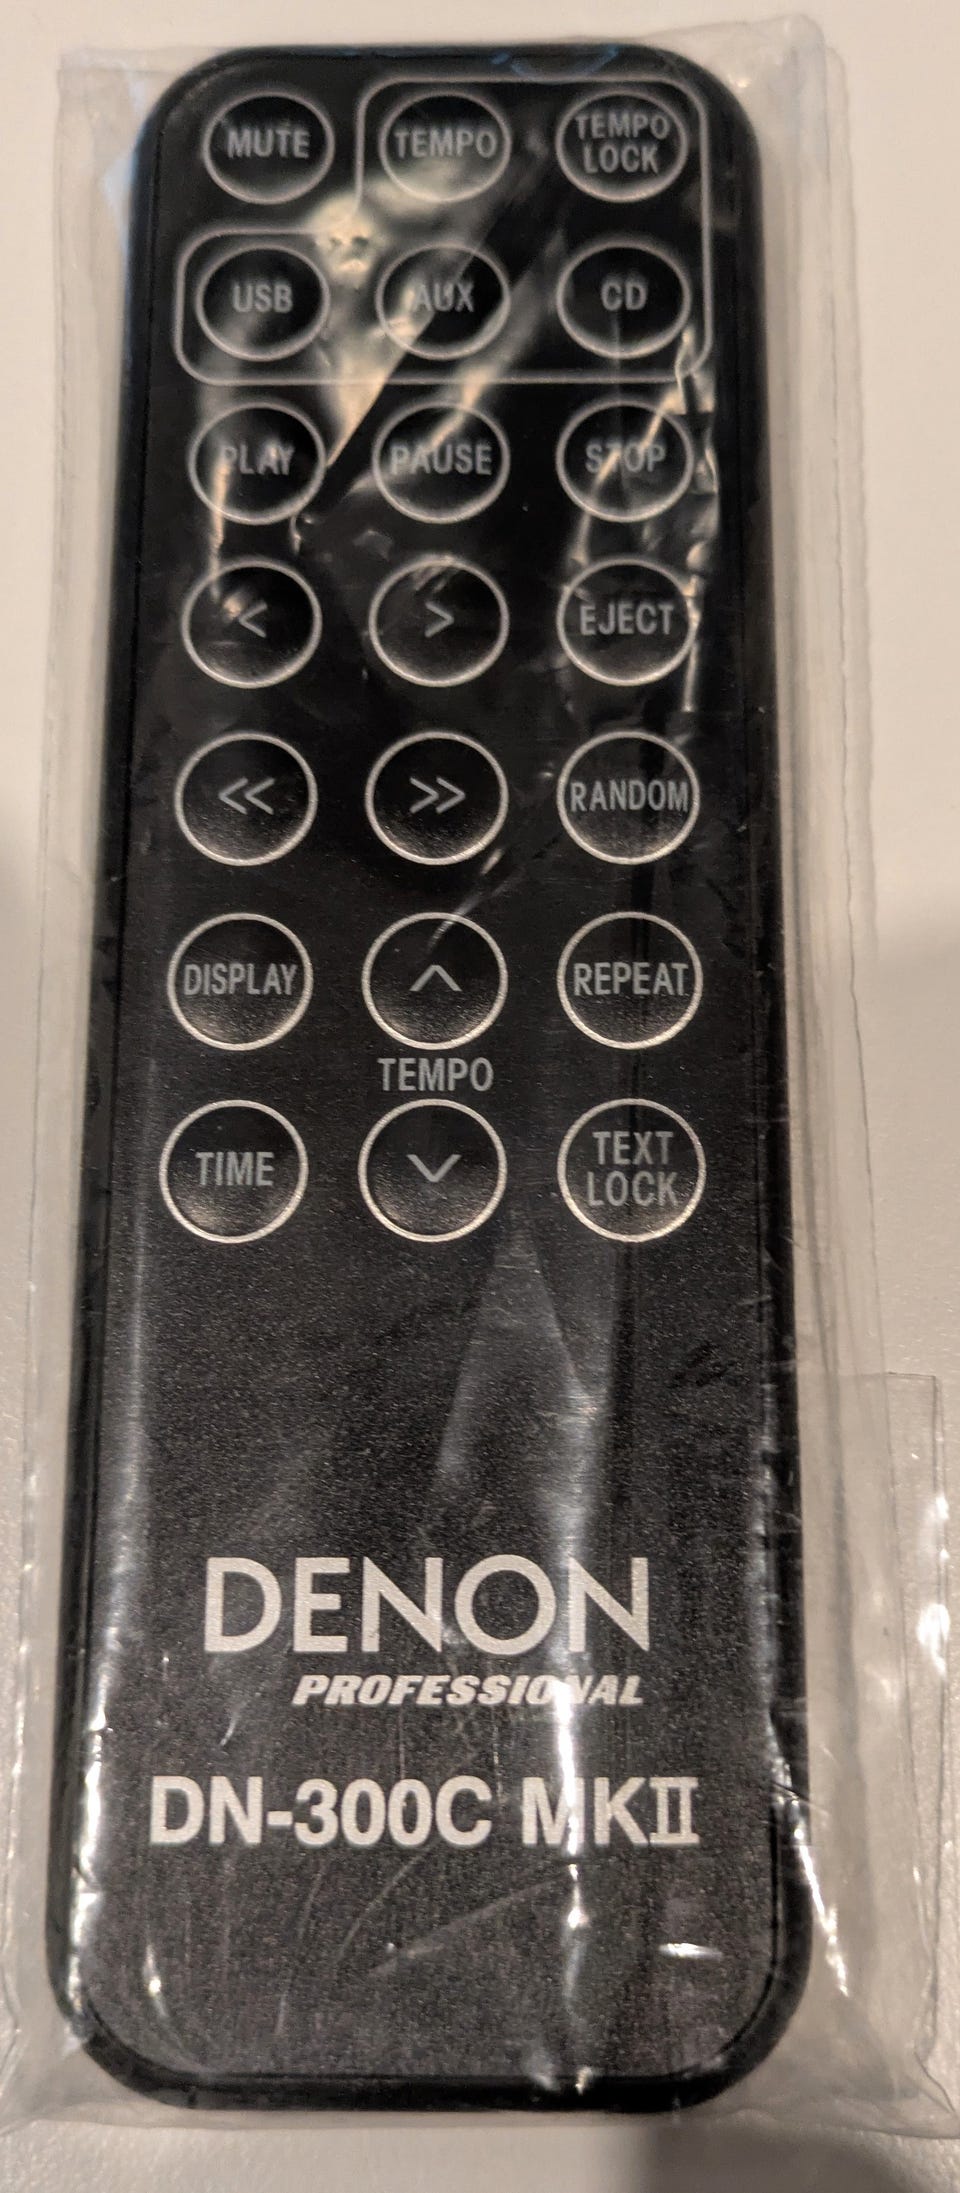 MUTE TEMPO TEMPO LOCK
USB AUX CD
PLAY PAUSE STOP
< > EJECT
<< >> RANDOM
DISPLAY ^ REPEAT
TEMPO
TIME v TEXT LOCK
DENON
PROFESSIONAL
DN-300C MKII